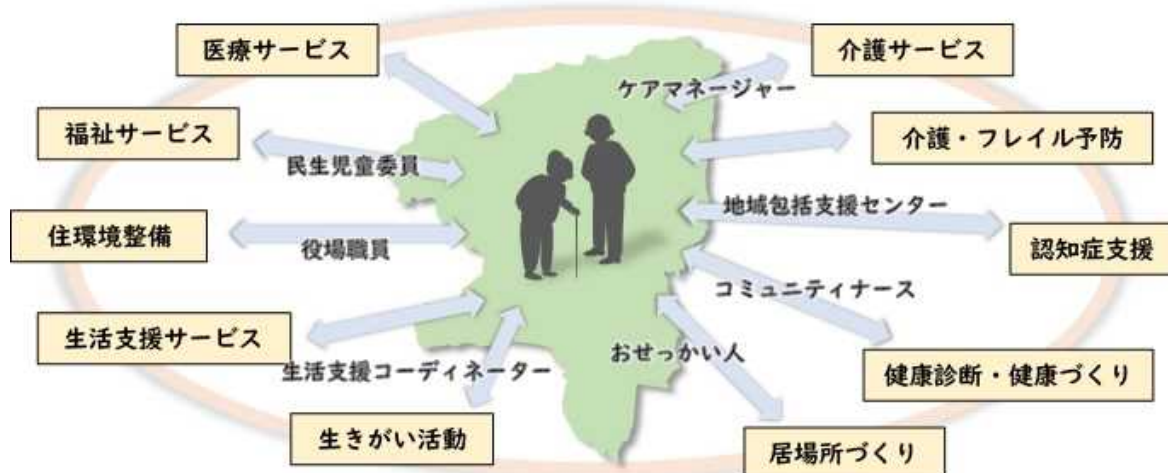 医療サービス
介護サービス
ケアマネージャー
福祉サービス
介護・フレイル予防
民生児童委員
地域包括支援センター
住環境整備
役場職員
認知症支援
コミュニティナース
生活支援サービス
おせっかい人
生活支援コーディネーター
健康診断・健康づくり
生きがい活動
居場所づくり